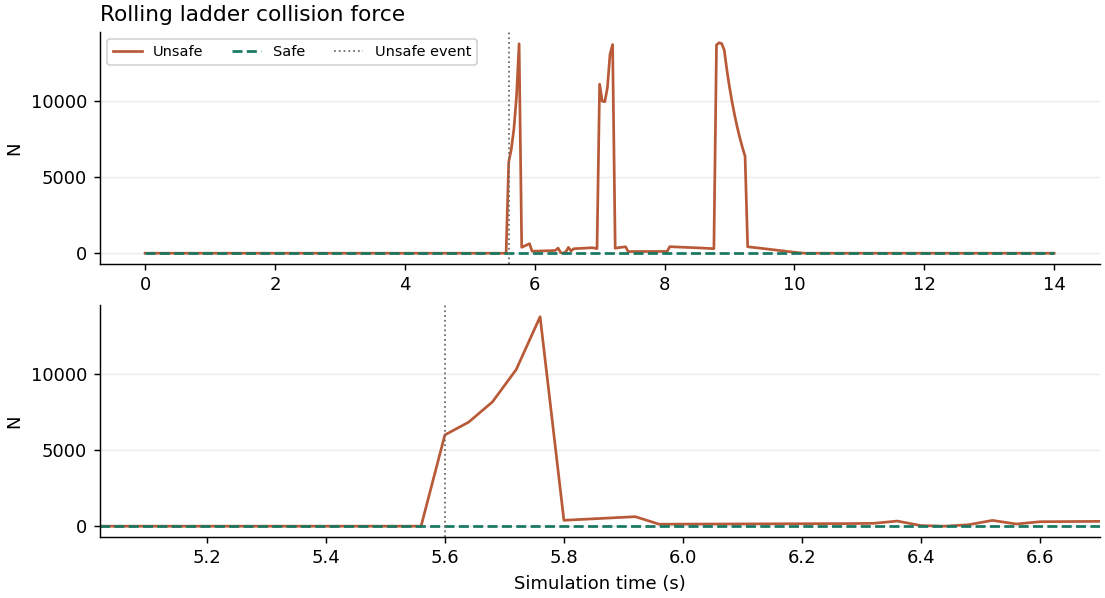 Rolling ladder collision force
Unsafe Safe Unsafe event
N
10000
5000
0
0 2 4 6 8 10 12 14
N
10000
5000
0
5.2 5.4 5.6 5.8 6.0 6.2 6.4 6.6
Simulation time (s)